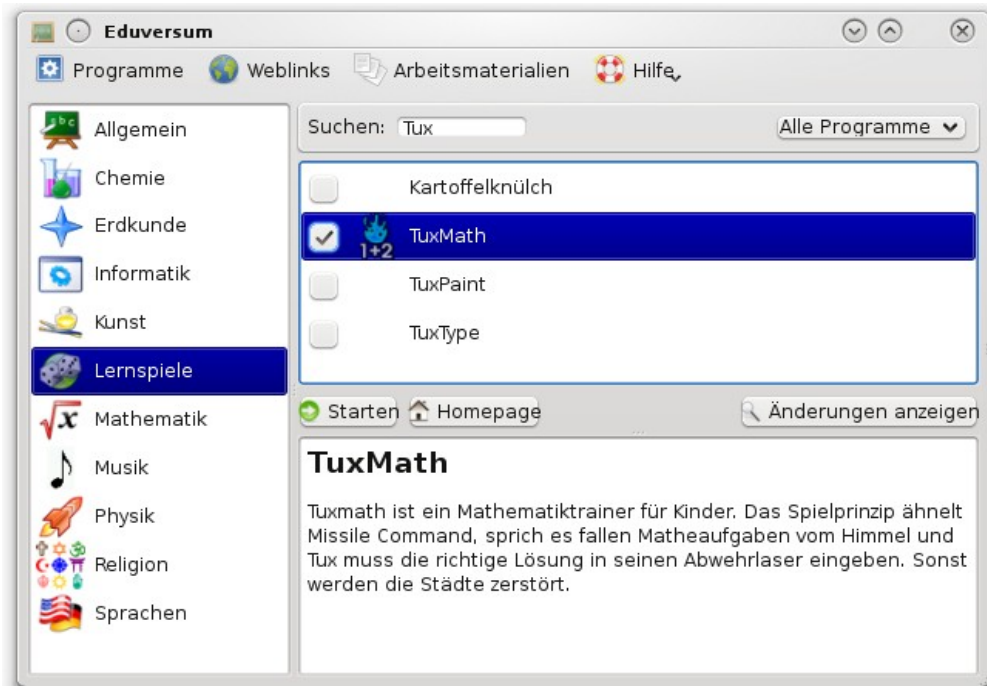 Eduversum
Programme Weblinks Arbeitsmaterialien Hilfe
Allgemein
Chemie
Erdkunde
Informatik
Kunst
Lernspiele
Mathematik
Musik
Physik
Religion
Sprachen
Suchen: Tux Alle Programme
Kartoffelknülch
1+2 TuxMath
TuxPaint
TuxType
Starten Homepage Änderungen anzeigen
TuxMath
Tuxmath ist ein Mathematiktrainer für Kinder. Das Spielprinzip ähnelt
Missile Command, sprich es fallen Matheaufgaben vom Himmel und
Tux muss die richtige Lösung in seinen Abwehrlaser eingeben. Sonst
werden die Städte zerstört.